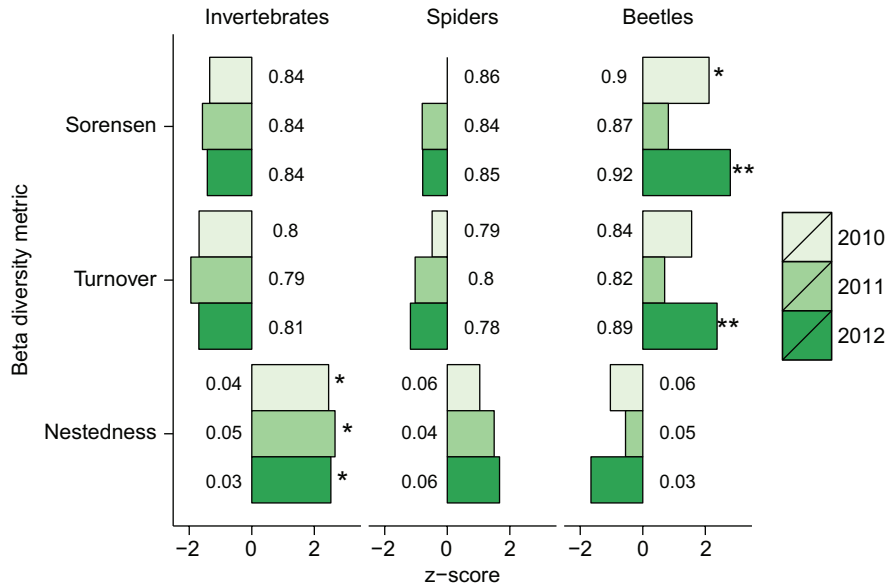 Invertebrates Spiders Beetles
0.84 0.86 0.9 *
Sorensen 0.84 0.84 0.87
0.84 0.85 0.92 **
0.8 0.79 0.84
Turnover 0.79 0.8 0.82
0.81 0.78 0.89 **
0.04 * 0.06 0.06
Nestedness 0.05 * 0.04 0.05
0.03 * 0.06 0.03
−2 0 2 −2 0 2 −2 0 2
z−score
Beta diversity metric
2010
2011
2012